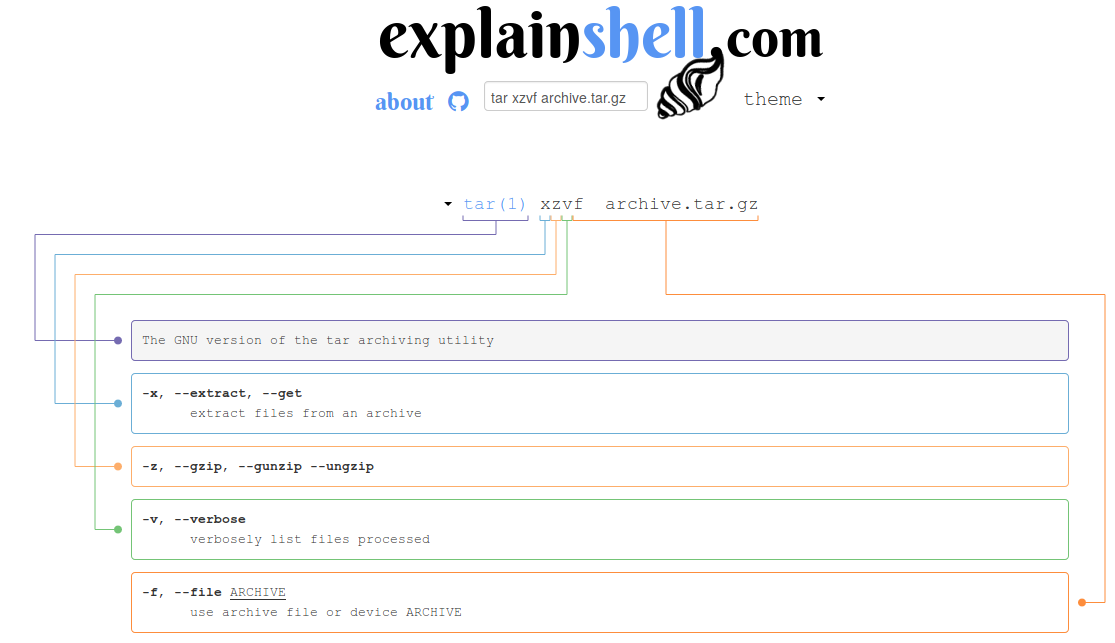 explainshell.com
about tar xzvf archive.tar.gz theme
tar(1) xzvf archive.tar.gz
The GNU version of the tar archiving utility
-x, --extract, --get
extract files from an archive
-z, --gzip, --gunzip --ungzip
-v, --verbose
verbosely list files processed
-f, --file ARCHIVE
use archive file or device ARCHIVE